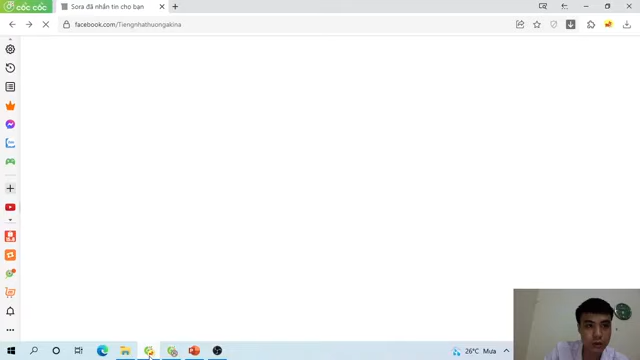 cốc cốc
Sora đã nhắn tin cho bạn
facebook.com/Tiengnhathuongakina
26°C Mưa